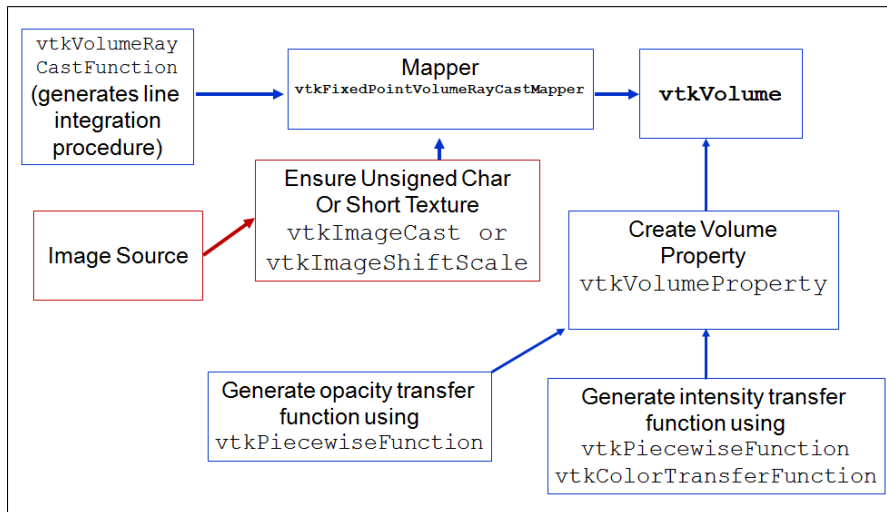 vtkVolumeRay
CastFunction
(generates line
integration
procedure)
Mapper
vtkFixedPointVolumeRayCastMapper
vtkVolume
Ensure Unsigned Char
Or Short Texture
vtkImageCast or
vtkImageShiftScale
Image Source
Create Volume
Property
vtkVolumeProperty
Generate opacity transfer
function using
vtkPiecewiseFunction
Generate intensity transfer
function using
vtkPiecewiseFunction
vtkColorTransferFunction